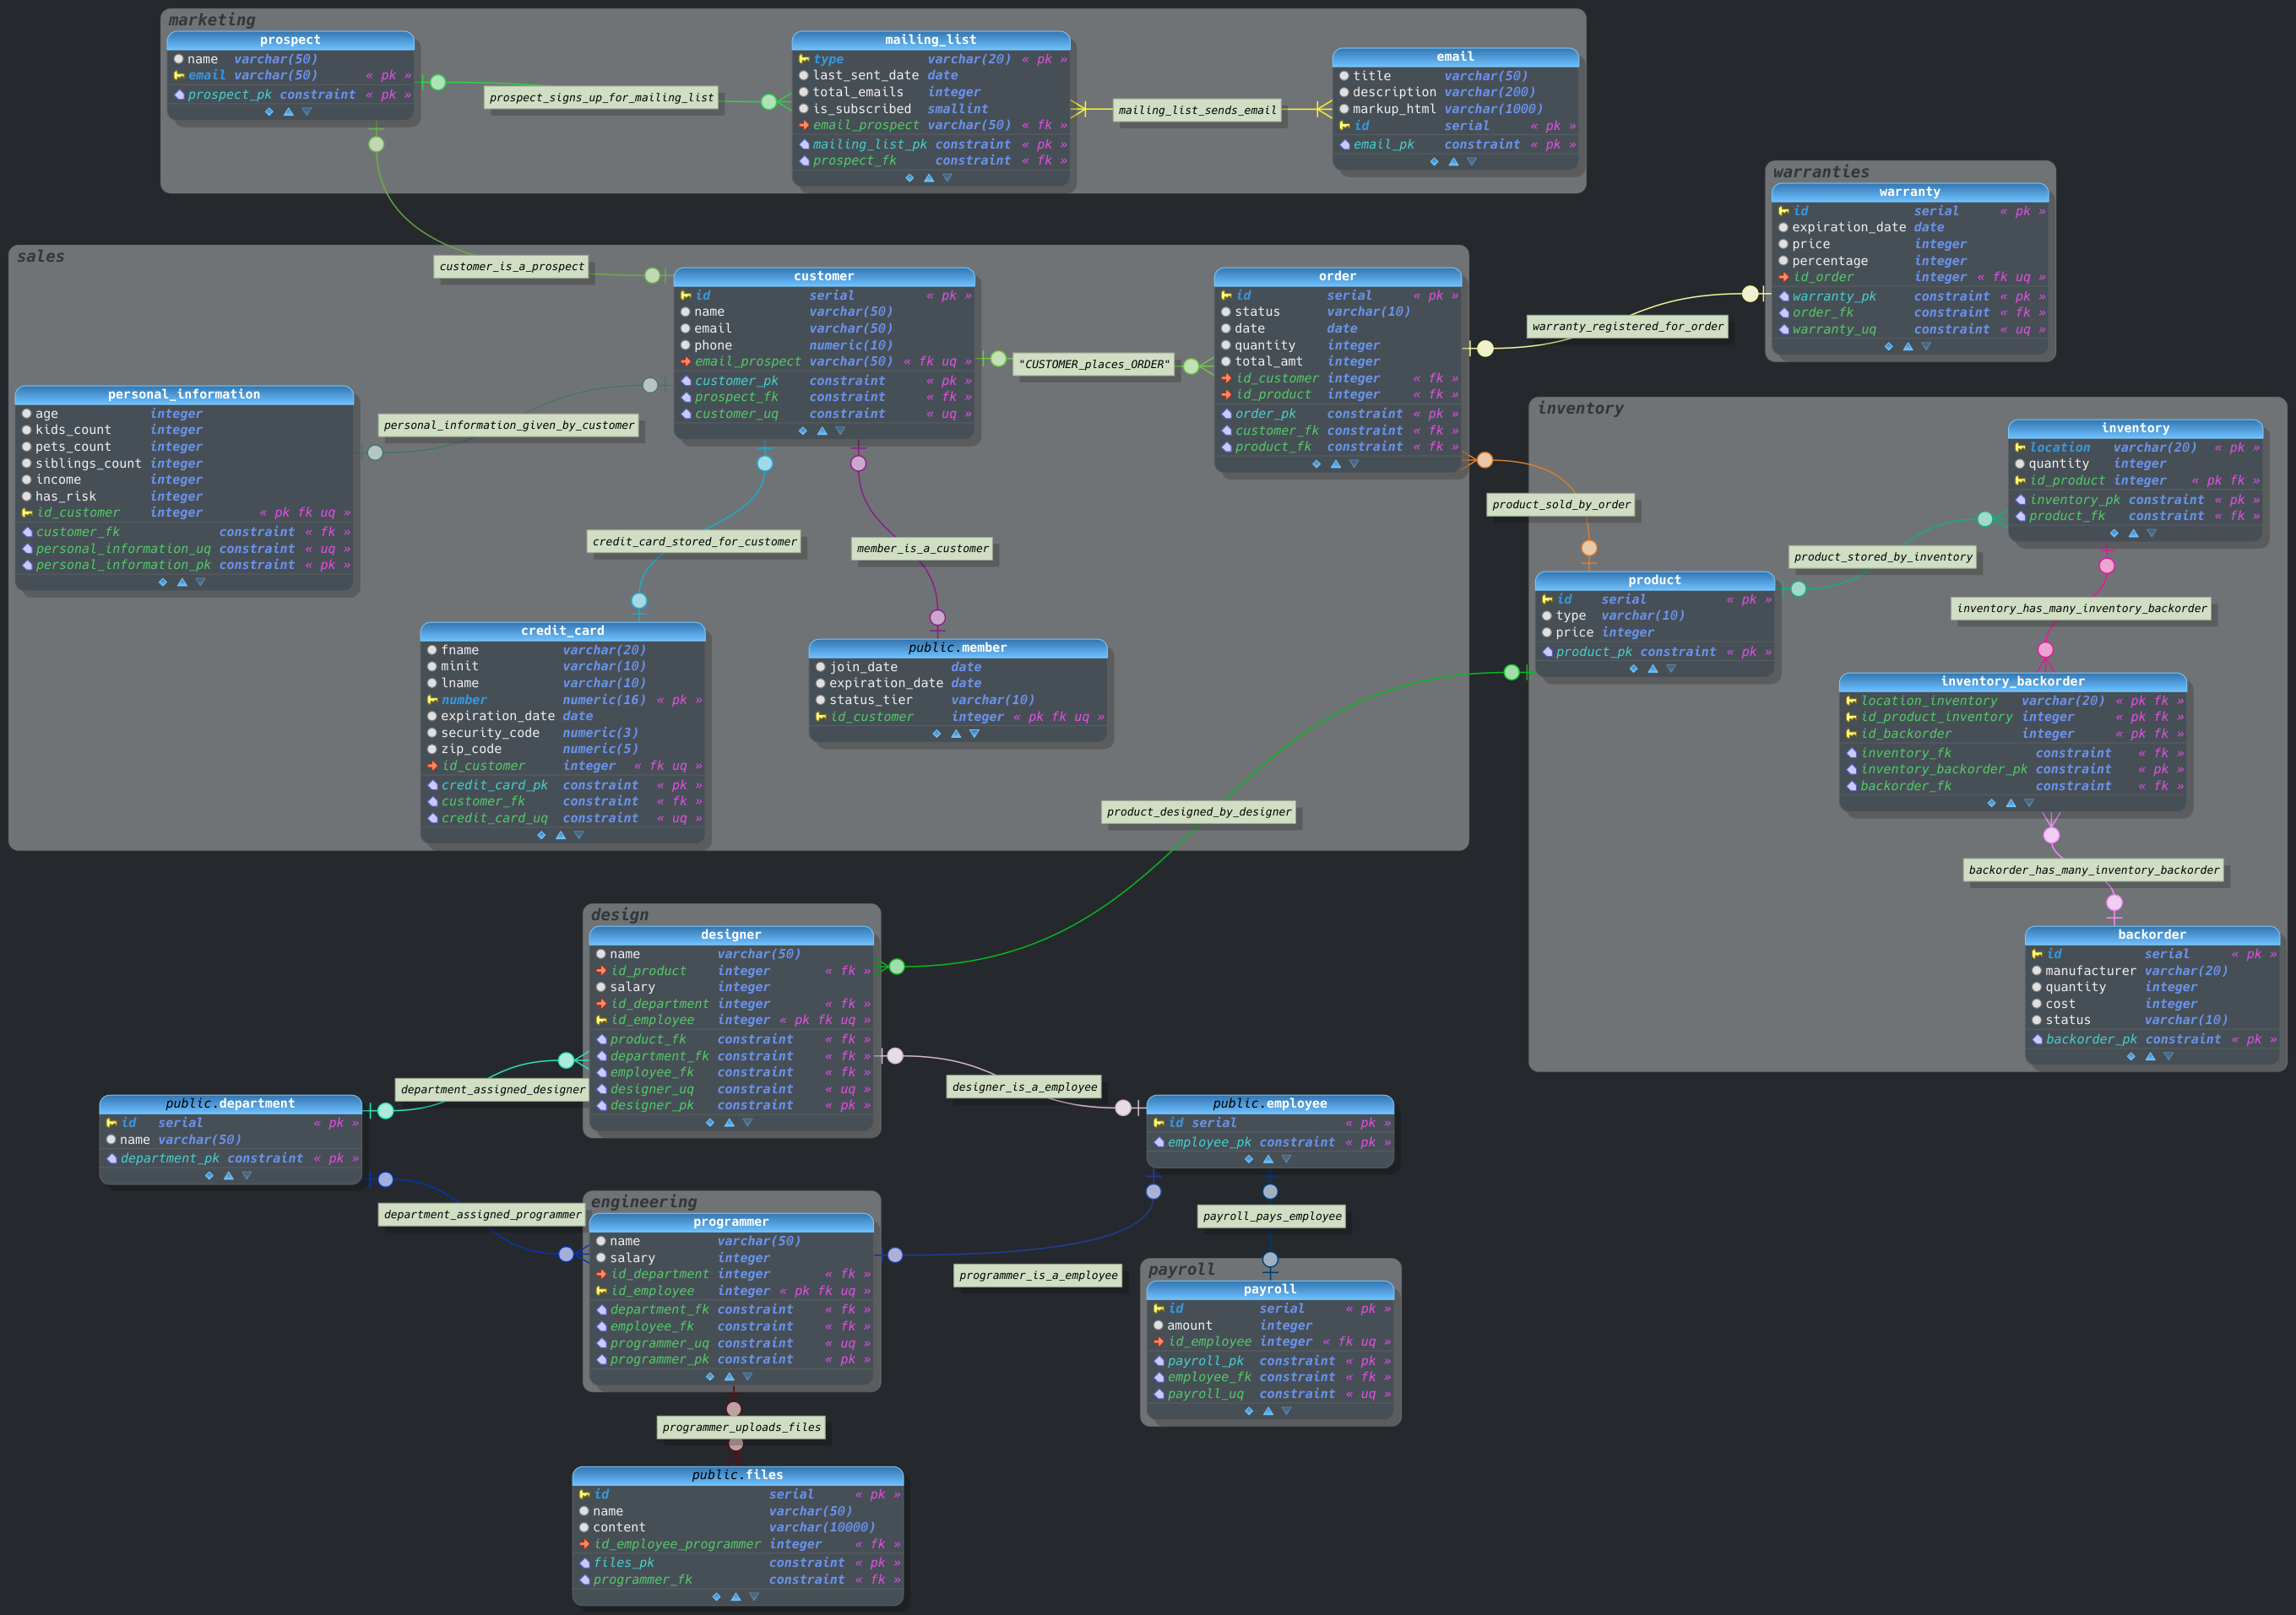 marketing
prospect
name varchar(50)
email varchar(50) « pk »
prospect_pk constraint « pk »
prospect_signs_up_for_mailing_list
mailing_list
type varchar(20) « pk »
last_sent_date date
total_emails integer
is_subscribed smallint
email_prospect varchar(50) « fk »
mailing_list_pk constraint « pk »
prospect_fk constraint « fk »
mailing_list_sends_email
email
title varchar(50)
description varchar(200)
markup_html varchar(1000)
id serial « pk »
email_pk constraint « pk »
warranties
warranty
id serial « pk »
expiration_date date
price integer
percentage integer
id_order integer « fk uq »
warranty_pk constraint « pk »
order_fk constraint « fk »
warranty_uq constraint « uq »
warranty_registered_for_order
sales
customer_is_a_prospect
customer
id serial « pk »
name varchar(50)
email varchar(50)
phone numeric(10)
email_prospect varchar(50) « fk uq »
customer_pk constraint « pk »
prospect_fk constraint « fk »
customer_uq constraint « uq »
"CUSTOMER_places_ORDER"
order
id serial « pk »
status varchar(10)
date date
quantity integer
total_amt integer
id_customer integer « fk »
id_product integer « fk »
order_pk constraint « pk »
customer_fk constraint « fk »
product_fk constraint « fk »
personal_information
age integer
kids_count integer
pets_count integer
siblings_count integer
income integer
has_risk integer
id_customer integer « pk fk uq »
customer_fk constraint « fk »
personal_information_uq constraint « uq »
personal_information_pk constraint « pk »
personal_information_given_by_customer
credit_card_stored_for_customer
member_is_a_customer
credit_card
fname varchar(20)
minit varchar(10)
lname varchar(10)
number numeric(16) « pk »
expiration_date date
security_code numeric(3)
zip_code numeric(5)
id_customer integer « fk uq »
credit_card_pk constraint « pk »
customer_fk constraint « fk »
credit_card_uq constraint « uq »
public.member
join_date date
expiration_date date
status_tier varchar(10)
id_customer integer « pk fk uq »
inventory
product_sold_by_order
inventory
location varchar(20) « pk »
quantity integer
id_product integer « pk fk »
inventory_pk constraint « pk »
product_fk constraint « fk »
product_stored_by_inventory
product
id serial « pk »
type varchar(10)
price integer
product_pk constraint « pk »
inventory_has_many_inventory_backorder
inventory_backorder
location_inventory varchar(20) « pk fk »
id_product_inventory integer « pk fk »
id_backorder integer « pk fk »
inventory_fk constraint « fk »
inventory_backorder_pk constraint « pk »
backorder_fk constraint « fk »
backorder_has_many_inventory_backorder
backorder
id serial « pk »
manufacturer varchar(20)
quantity integer
cost integer
status varchar(10)
backorder_pk constraint « pk »
product_designed_by_designer
design
designer
name varchar(50)
id_product integer « fk »
salary integer
id_department integer « fk »
id_employee integer « pk fk uq »
product_fk constraint « fk »
department_fk constraint « fk »
employee_fk constraint « fk »
designer_uq constraint « uq »
designer_pk constraint « pk »
department_assigned_designer
designer_is_a_employee
public.department
id serial « pk »
name varchar(50)
department_pk constraint « pk »
public.employee
id serial « pk »
employee_pk constraint « pk »
department_assigned_programmer
engineering
programmer
name varchar(50)
salary integer
id_department integer « fk »
id_employee integer « pk fk uq »
department_fk constraint « fk »
employee_fk constraint « fk »
programmer_uq constraint « uq »
programmer_pk constraint « pk »
programmer_is_a_employee
payroll_pays_employee
payroll
payroll
id serial « pk »
amount integer
id_employee integer « fk uq »
payroll_pk constraint « pk »
employee_fk constraint « fk »
payroll_uq constraint « uq »
programmer_uploads_files
public.files
id serial « pk »
name varchar(50)
content varchar(10000)
id_employee_programmer integer « fk »
files_pk constraint « pk »
programmer_fk constraint « fk »